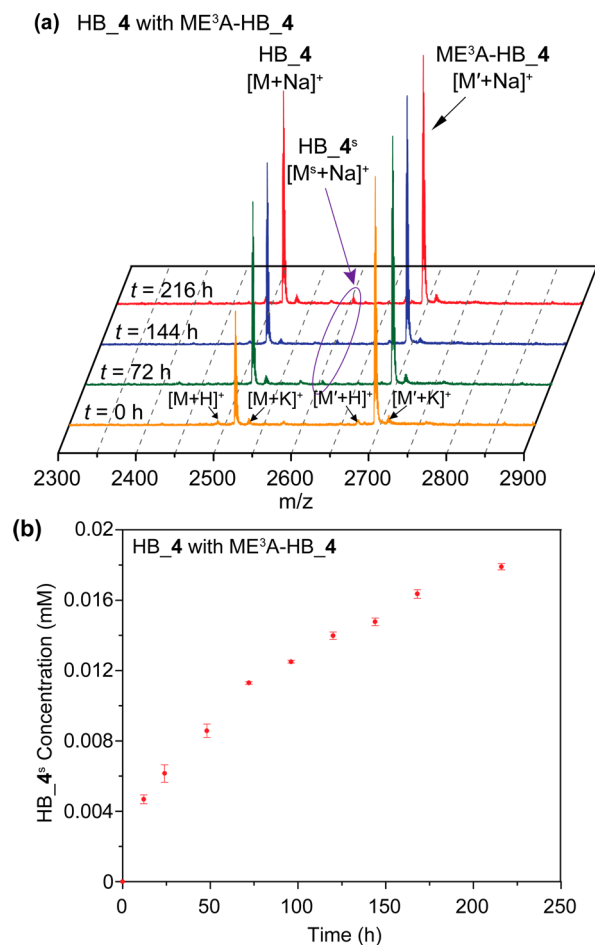 (a) HB_4 with ME³A-HB_4
HB_4
[M+Na]⁺
ME³A-HB_4
[M′+Na]⁺
HB_4ˢ
[Mˢ+Na]⁺
t = 216 h
t = 144 h
t = 72 h
[M+H]⁺ [M+K]⁺ [M′+H]⁺ [M′+K]⁺
t = 0 h
2300 2400 2500 2600 2700 2800 2900
m/z
(b)
0.02
HB_4 with ME³A-HB_4
0.016
0.012
0.008
0.004
0
HB_4ˢ Concentration (mM)
0 50 100 150 200 250
Time (h)